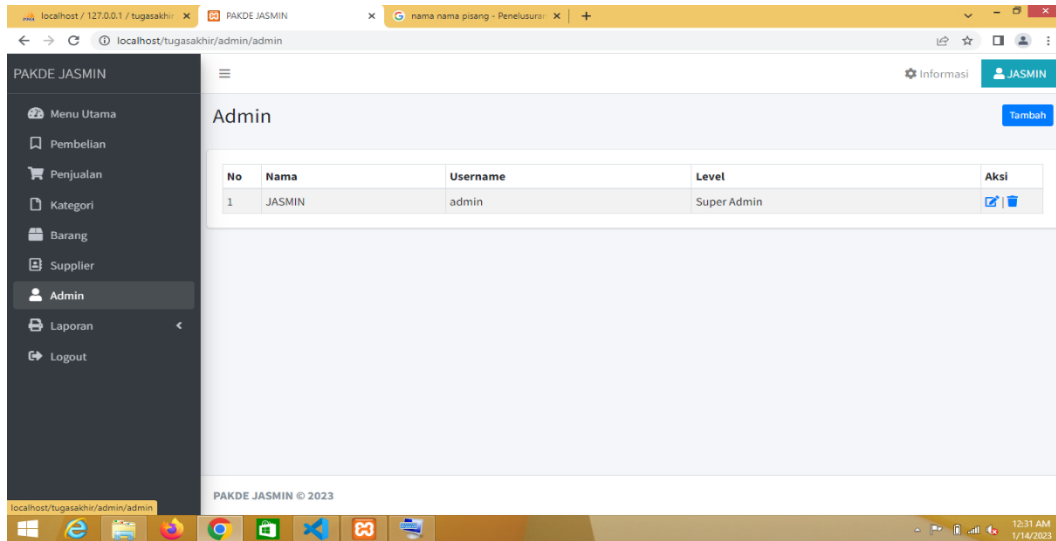 localhost / 127.0.0.1 / tugasakhir
PAKDE JASMIN
nama nama pisang - Penelusuran
localhost/tugasakhir/admin/admin
PAKDE JASMIN
Informasi
JASMIN
Menu Utama
Pembelian
Penjualan
Kategori
Barang
Supplier
Admin
Laporan
Logout
Admin
Tambah
No Nama Username Level Aksi
1 JASMIN admin Super Admin
PAKDE JASMIN © 2023
localhost/tugasakhir/admin/admin
12:31 AM
1/14/2023